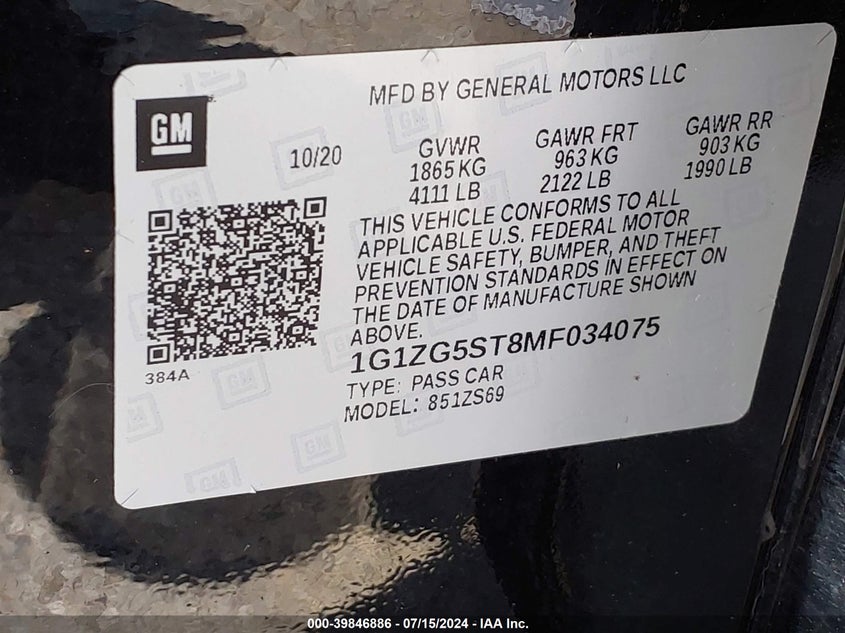 MFD BY GENERAL MOTORS LLC
GM
10/20
GVWR
1865 KG
4111 LB
GAWR FRT
963 KG
2122 LB
GAWR RR
903 KG
1990 LB
THIS VEHICLE CONFORMS TO ALL
APPLICABLE U.S. FEDERAL MOTOR
VEHICLE SAFETY, BUMPER, AND THEFT
PREVENTION STANDARDS IN EFFECT ON
THE DATE OF MANUFACTURE SHOWN
ABOVE.
1G1ZG5ST8MF034075
384A
TYPE: PASS CAR
MODEL: 851ZS69
000-39846886 - 07/15/2024 - IAA Inc.